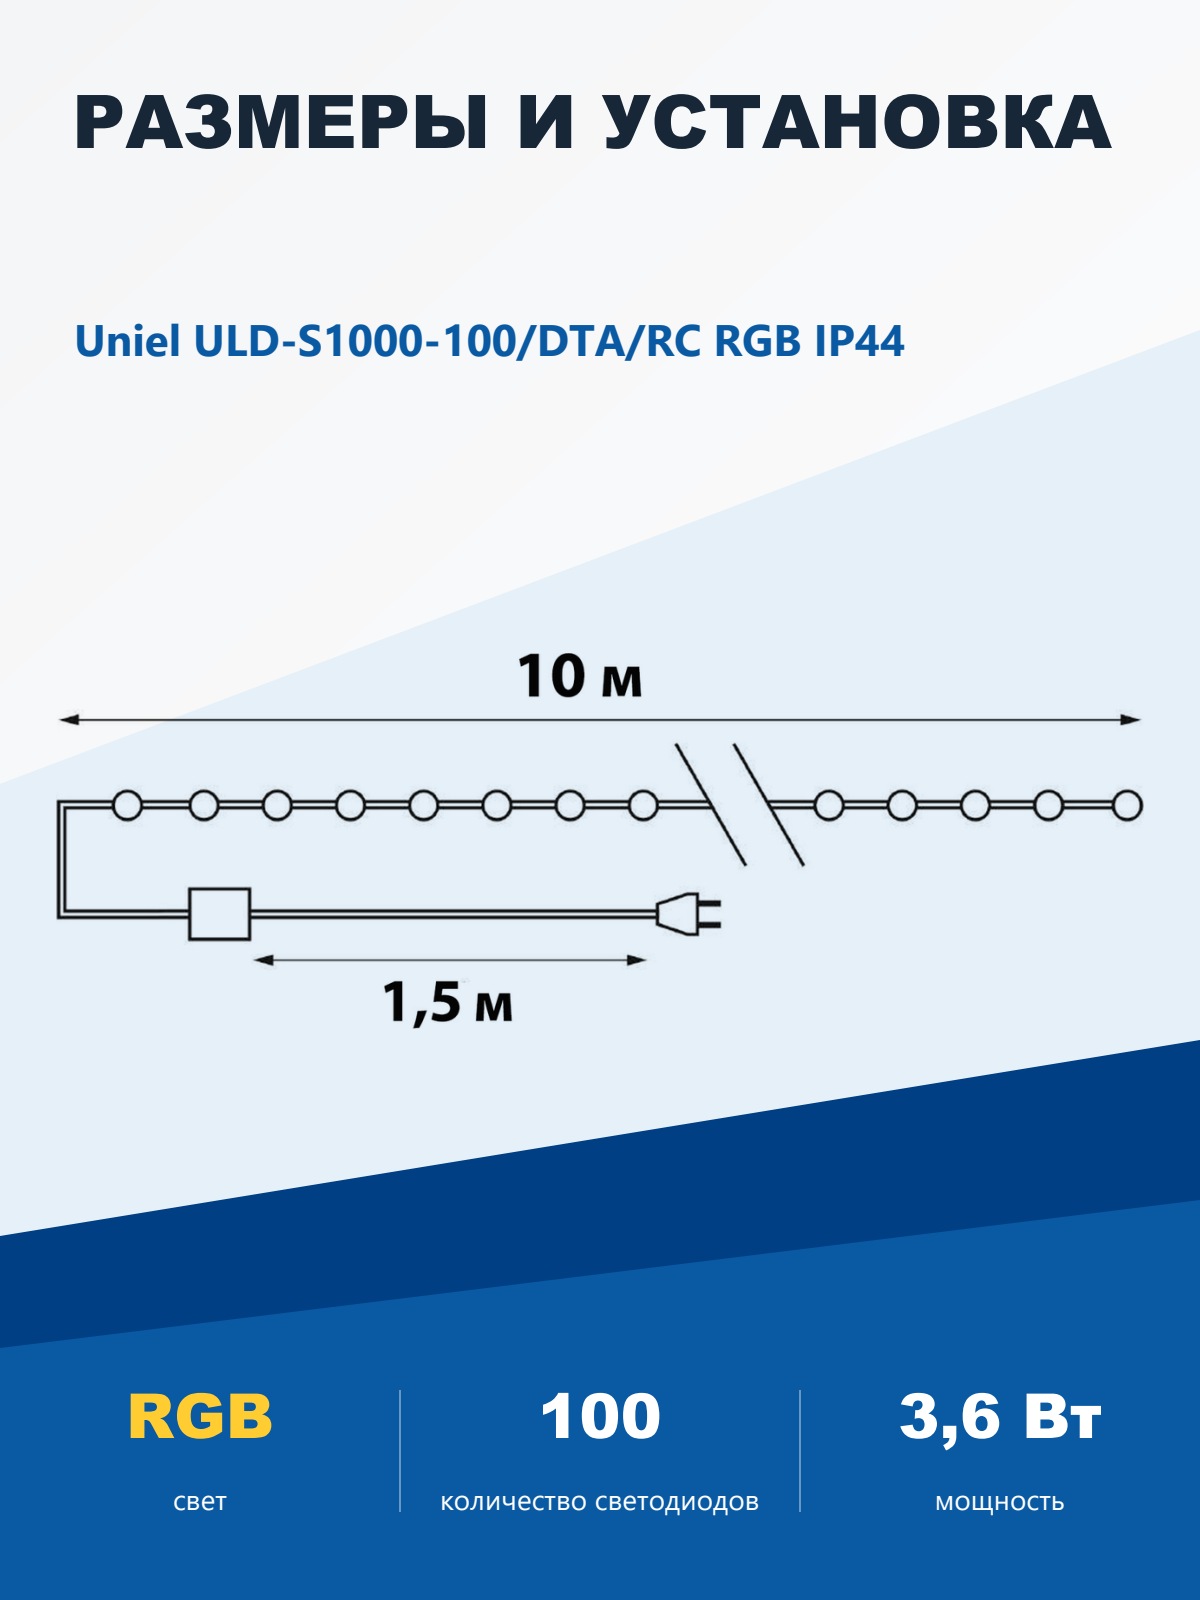 РАЗМЕРЫ И УСТАНОВКА
Uniel ULD-S1000-100/DTA/RC RGB IP44
10 м
1,5 м
RGB
свет
100
количество светодиодов
3,6 Вт
мощность